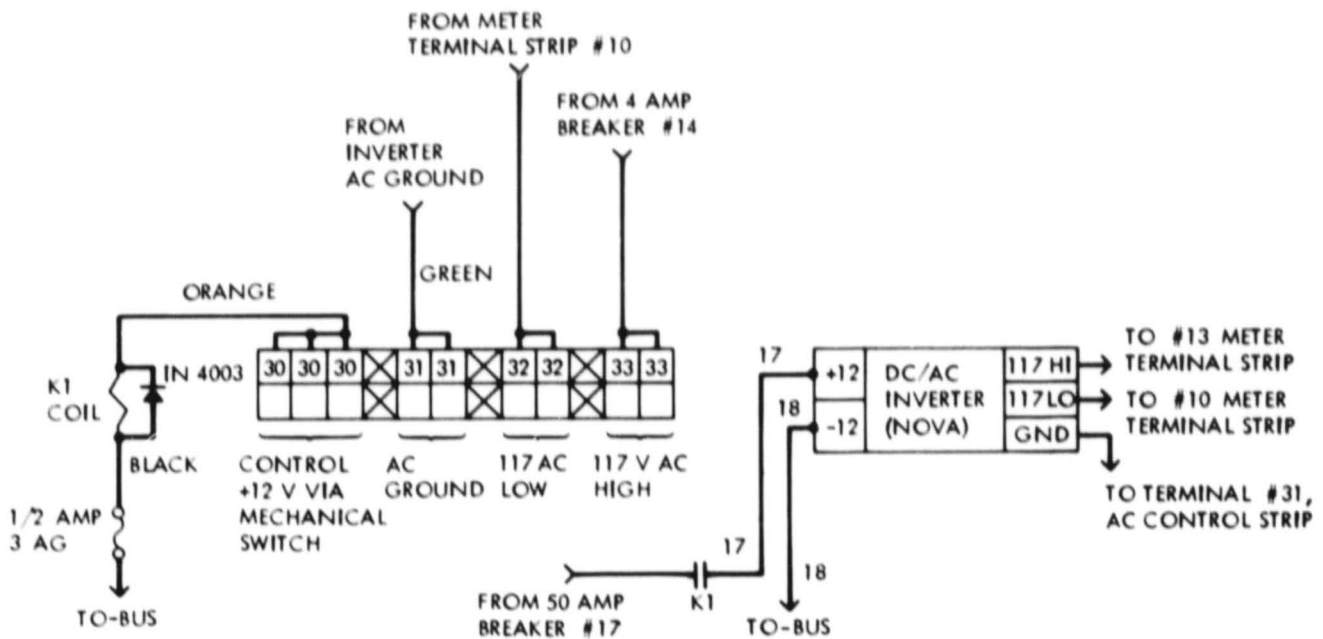 FROM METER
TERMINAL STRIP #10
FROM 4 AMP
BREAKER #14
FROM
INVERTER
AC GROUND
GREEN
ORANGE
K1
COIL
IN 4003
BLACK
1/2 AMP
3 AG
TO-BUS
30 30 30 31 31 32 32 33 33
CONTROL
+12 V VIA
MECHANICAL
SWITCH
AC
GROUND
117 AC
LOW
117 V AC
HIGH
17
18
+12
-12
DC/AC
INVERTER
(NOVA)
117 HI
117 LO
GND
TO #13 METER
TERMINAL STRIP
TO #10 METER
TERMINAL STRIP
TO TERMINAL #31,
AC CONTROL STRIP
17
18
FROM 50 AMP
BREAKER #17
K1
TO-BUS